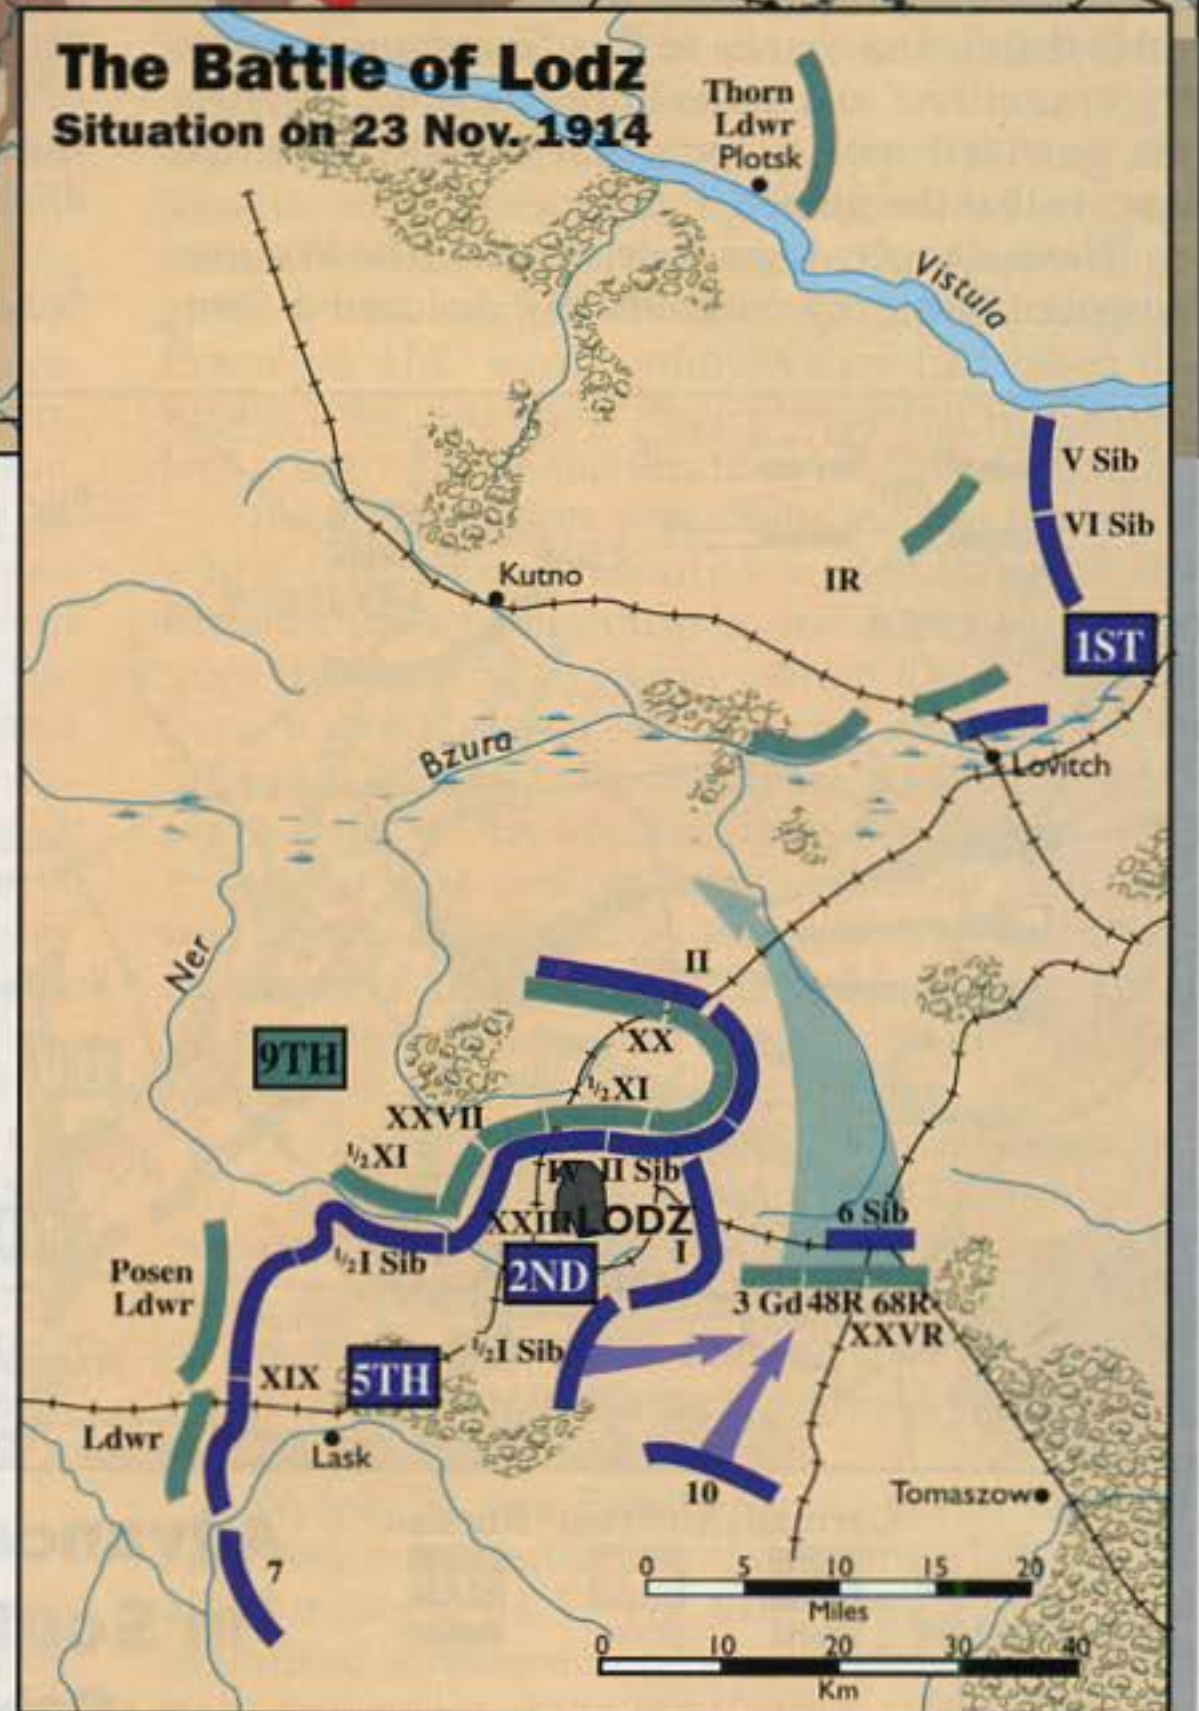 The Battle of Lodz
Situation on 23 Nov. 1914
Thorn
Ldwr
Plotsk
Vistula
V Sib
VI Sib
Kutno
IR
1ST
Bzura
Lovitch
Ner
II
9TH
XX
1/2XI
XXVII
1/2XI
IV II Sib
6 Sib
XXIII LODZ
1/2I Sib
I
2ND
Posen
Ldwr
3 Gd 48R 68R
XXVR
1/2I Sib
XIX
5TH
Ldwr
Lask
10
Tomaszow
7
0 5 10 15 20
Miles
0 10 20 30 40
Km